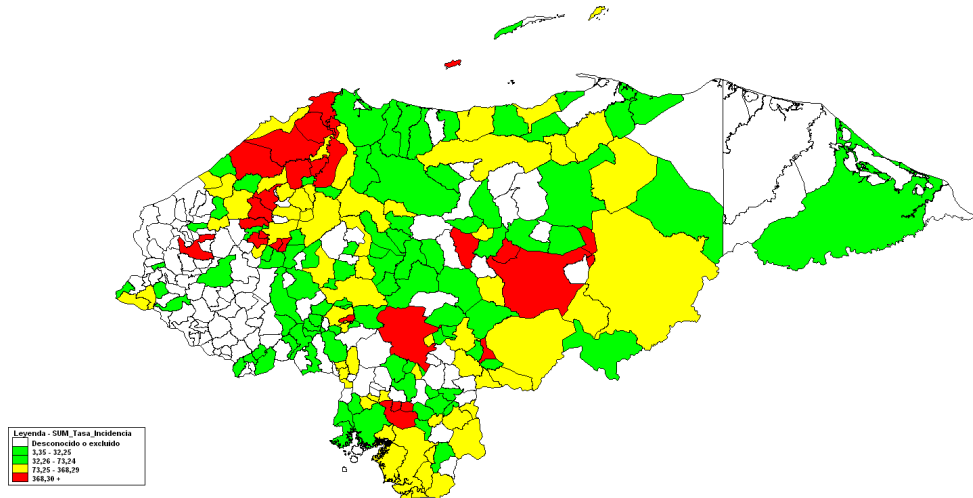 Leyenda - SUM_Tasa_Incidencia
Desconocido o excluido
3,35 - 32,25
32,26 - 73,24
73,25 - 368,29
368,30 +